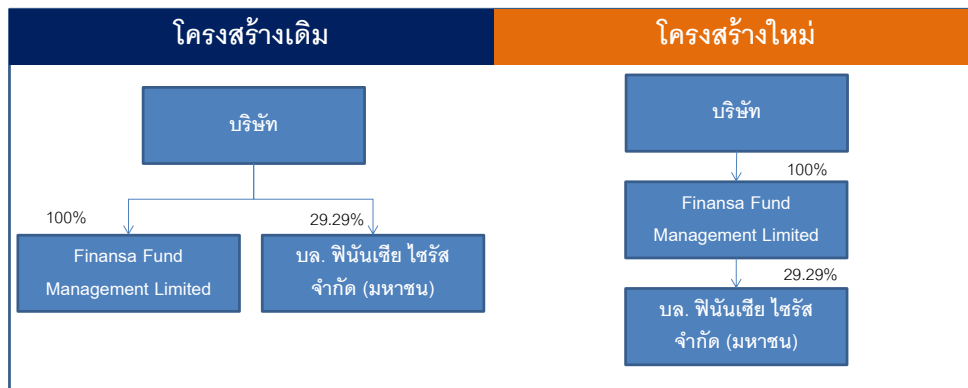 โครงสร้างเดิม
บริษัท
100%
29.29%
Finansa Fund
Management Limited
บล. ฟินันเซีย ไซรัส
จำกัด (มหาชน)
โครงสร้างใหม่
บริษัท
100%
Finansa Fund
Management Limited
29.29%
บล. ฟินันเซีย ไซรัส
จำกัด (มหาชน)